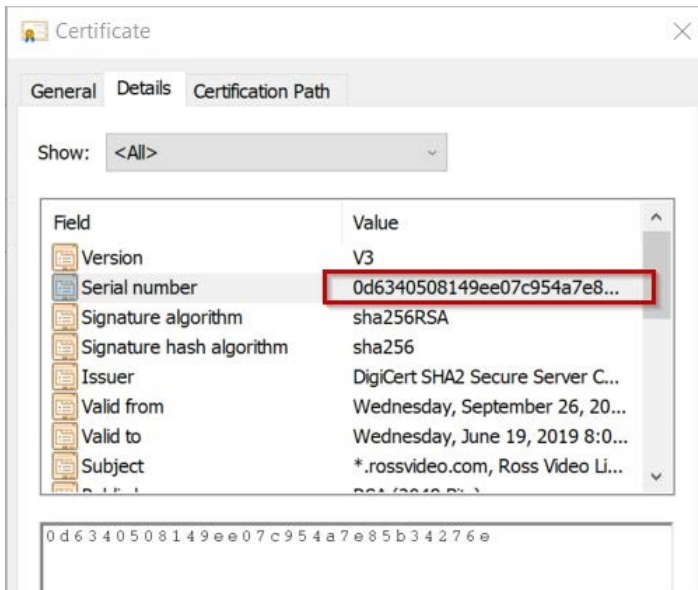 Certificate
General Details Certification Path
Show: <All>
Field Value
Version V3
Serial number 0d6340508149ee07c954a7e8...
Signature algorithm sha256RSA
Signature hash algorithm sha256
Issuer DigiCert SHA2 Secure Server C...
Valid from Wednesday, September 26, 20...
Valid to Wednesday, June 19, 2019 8:0...
Subject *.rossvideo.com, Ross Video Li...
0d6340508149ee07c954a7e85b34276e